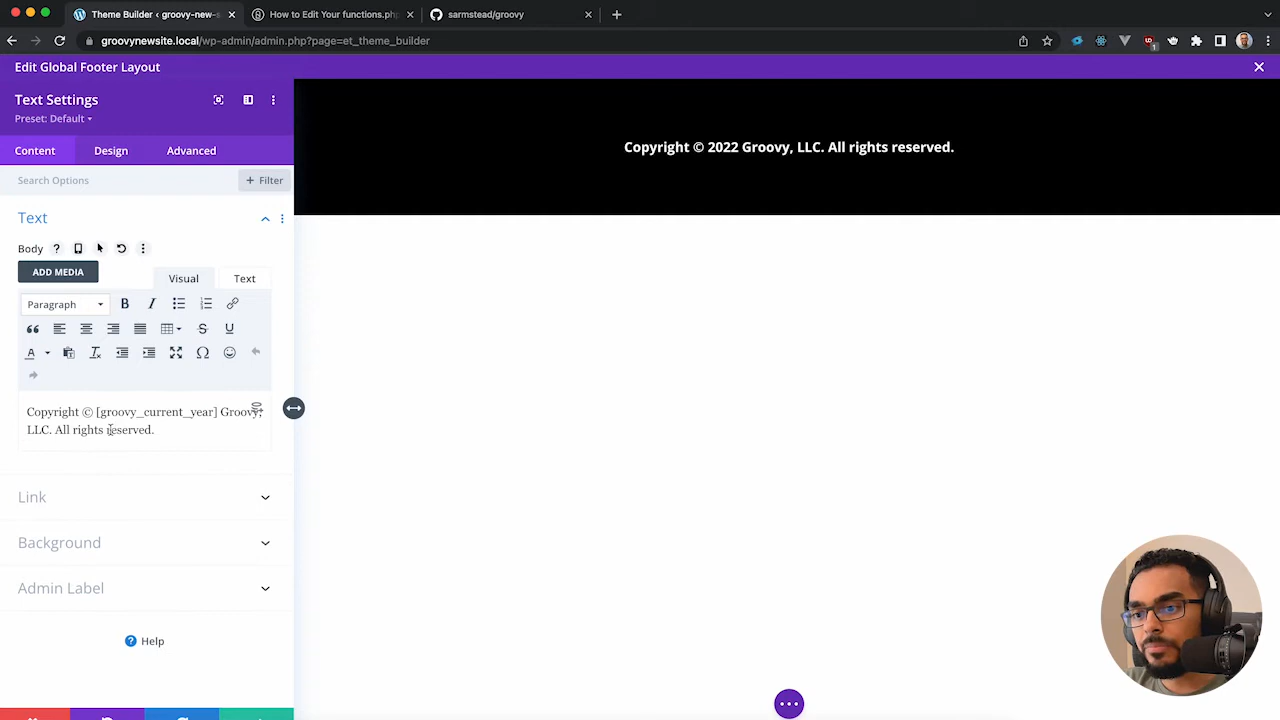 Theme Builder < groovy-new-s
How to Edit Your functions.php
sarmstead/groovy
groovynewsite.local/wp-admin/admin.php?page=et_theme_builder
1
Edit Global Footer Layout
Text Settings
Preset: Default
Content
Design
Advanced
Search Options
+ Filter
Copyright © 2022 Groovy, LLC. All rights reserved.
Text
Body
ADD MEDIA
Visual
Text
Paragraph
Copyright © [groovy_current_year] Groovy,
LLC. All rights reserved.
Link
Background
Admin Label
Help